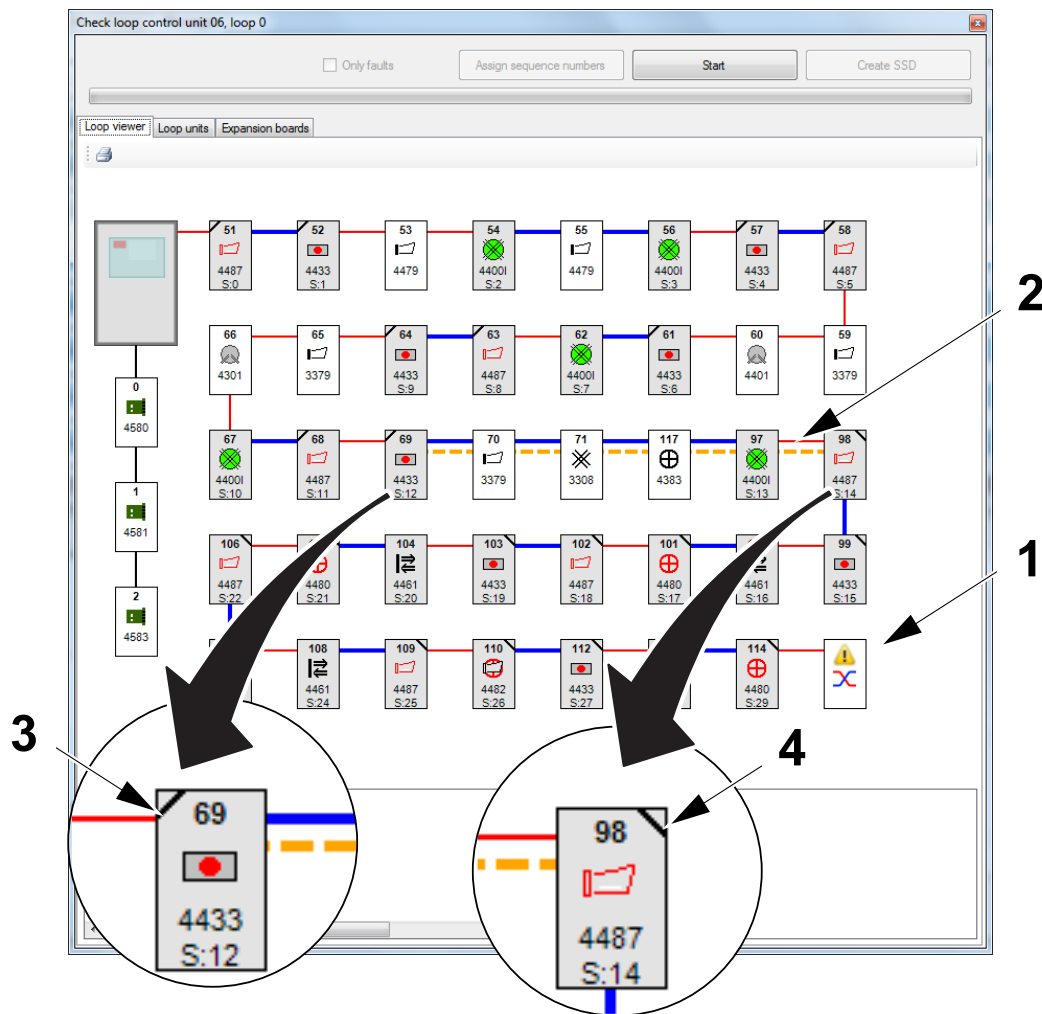 Check loop control unit 06, loop 0
Only faults
Assign sequence numbers
Start
Create SSD
Loop viewer
Loop units
Expansion boards
51 52 53 54 55 56 57 58
4487 4433 4479 4400I 4479 4400I 4433 4487
S:0 S:1 S:2 S:3 S:4 S:5
2
66 65 64 63 62 61 60 59
4301 3379 4433 4487 4400I 4433 4401 3379
S:9 S:8 S:7 S:6
0
4580
67 68 69 70 71 117 97 98
4400I 4487 4433 3379 3308 4383 4400I 4487
S:10 S:11 S:12 S:13 S:14
1
4581
106 104 103 102 101 99
4487 4480 4461 4433 4487 4480 4461 4433
S:22 S:21 S:20 S:19 S:18 S:17 S:16 S:15
1
2
4583
108 109 110 112 114
4461 4487 4482 4433 4480
S:24 S:25 S:26 S:27 S:29
3
4
69
4433
S:12
98
4487
S:14